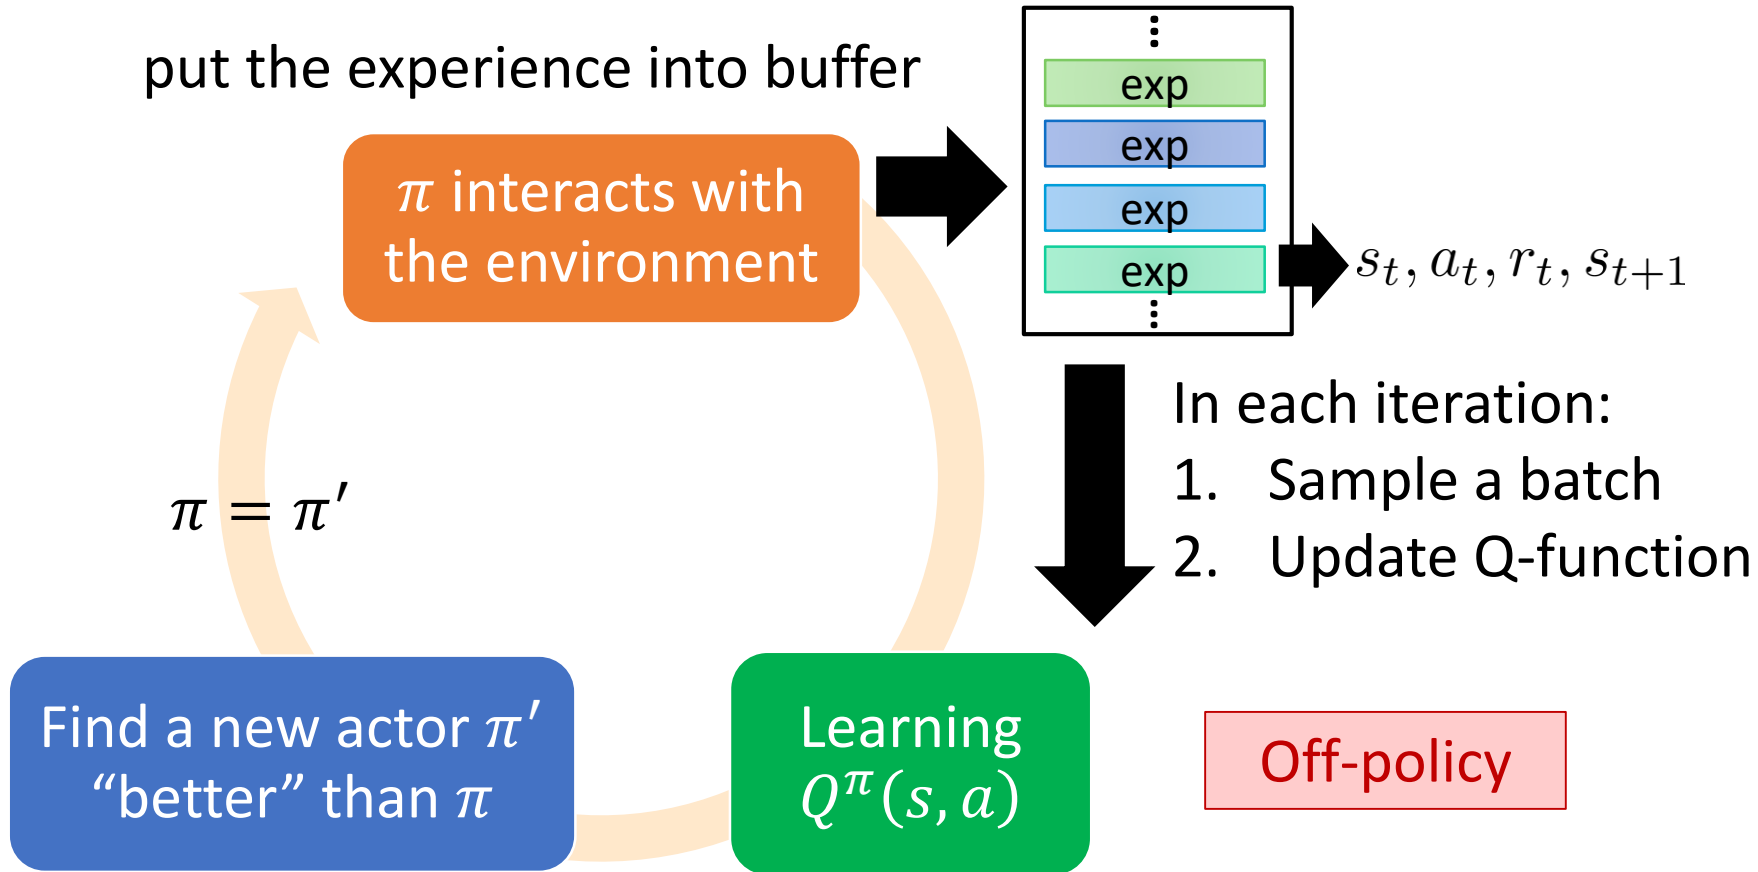 put the experience into buffer
π interacts with
the environment
⋮
exp
exp
exp
exp
⋮
s_t, a_t, r_t, s_{t+1}
In each iteration:
1. Sample a batch
2. Update Q-function
π = π′
Find a new actor π′
“better” than π
Learning
Q^π(s, a)
Off-policy